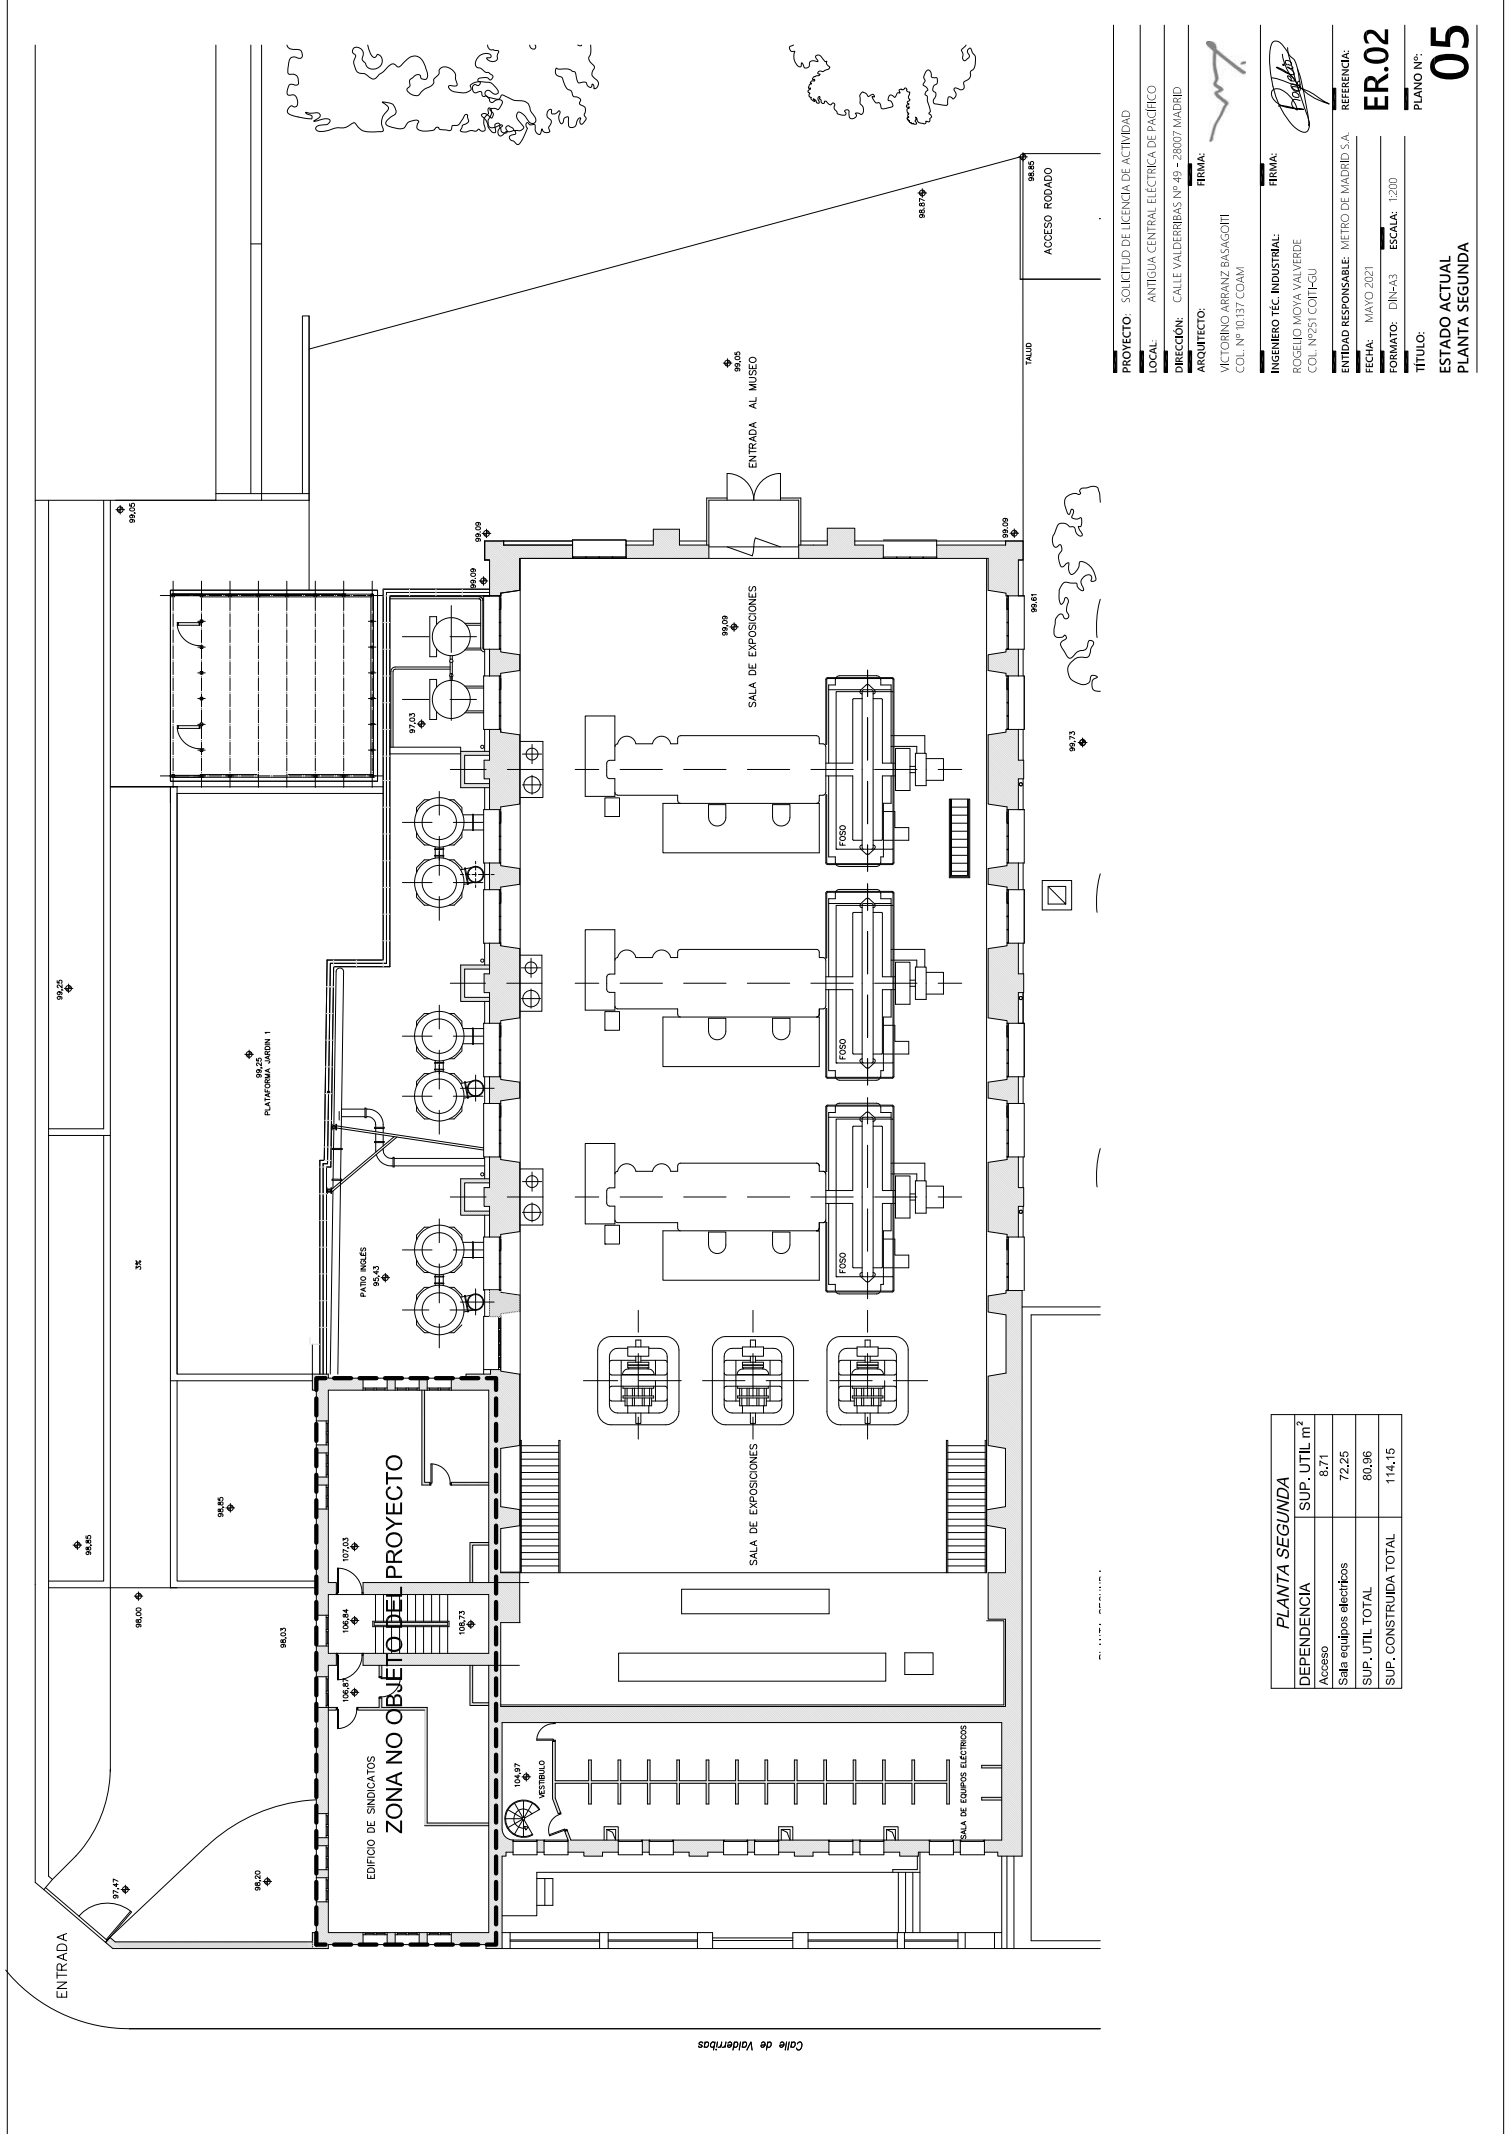 PROYECTO: SOLICITUD DE LICENCIA DE ACTIVIDAD
LOCAL: ANTIGUA CENTRAL ELÉCTRICA DE PACÍFICO
DIRECCIÓN: CALLE VALDERRIBAS Nº 49 - 28007 MADRID
ARQUITECTO:
FIRMA:
VICTORINO ARRANZ BASAGOITI
COL. Nº 10.137 COAM
INGENIERO TÉC. INDUSTRIAL:
FIRMA:
ROGELIO MOYA VALVERDE
COL. Nº251 COITI-GU
ENTIDAD RESPONSABLE: METRO DE MADRID S.A.
REFERENCIA:
FECHA: MAYO 2021
ER.02
FORMATO: DIN-A3
ESCALA: 1:200
TÍTULO:
PLANO Nº:
ESTADO ACTUAL
PLANTA SEGUNDA
05
ENTRADA
97,47
98,20
98,85
98,00
98,03
98,85
3%
99,25
99,25
PLATAFORMA JARDIN 1
99,05
PATIO INGLÉS
95,43
97,03
99,09
99,09
EDIFICIO DE SINDICATOS
ZONA NO OBJETO DEL PROYECTO
106,87
106,84
108,73
107,03
104,97
VESTIBULO
SALA DE EQUIPOS ELÉCTRICOS
SALA DE EXPOSICIONES
SALA DE EXPOSICIONES
99,09
FOSO
FOSO
FOSO
ENTRADA AL MUSEO
99,05
98.87
98.85
ACCESO RODADO
TALUD
99.09
99.61
99,73
Calle de Valderribas
PLANTA SEGUNDA
DEPENDENCIA SUP. UTIL m²
Acceso 8.71
Sala equipos electricos 72.25
SUP. UTIL TOTAL 80.96
SUP. CONSTRUIDA TOTAL 114.15